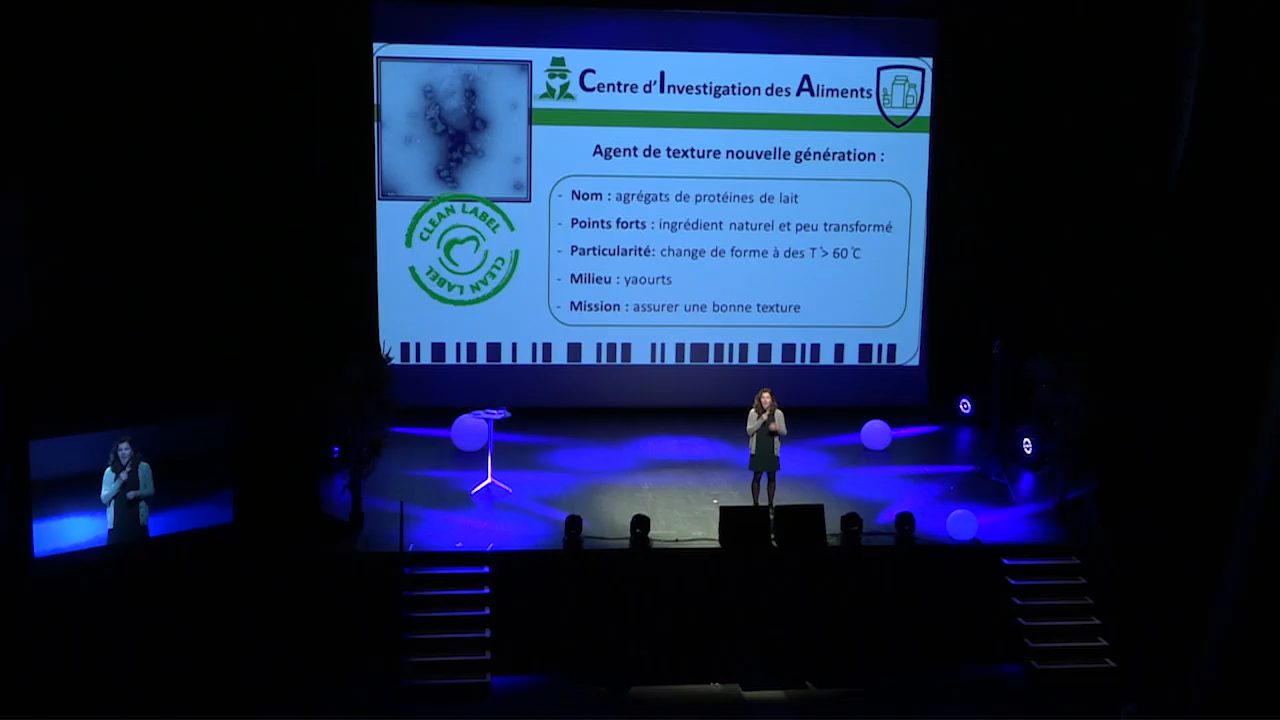 Centre d'Investigation des Aliments
Agent de texture nouvelle génération :
- Nom : agrégats de protéines de lait
- Points forts : ingrédient naturel et peu transformé
- Particularité: change de forme à des T°> 60°C
- Milieu : yaourts
- Mission : assurer une bonne texture
CLEAN LABEL
CLEAN LABEL